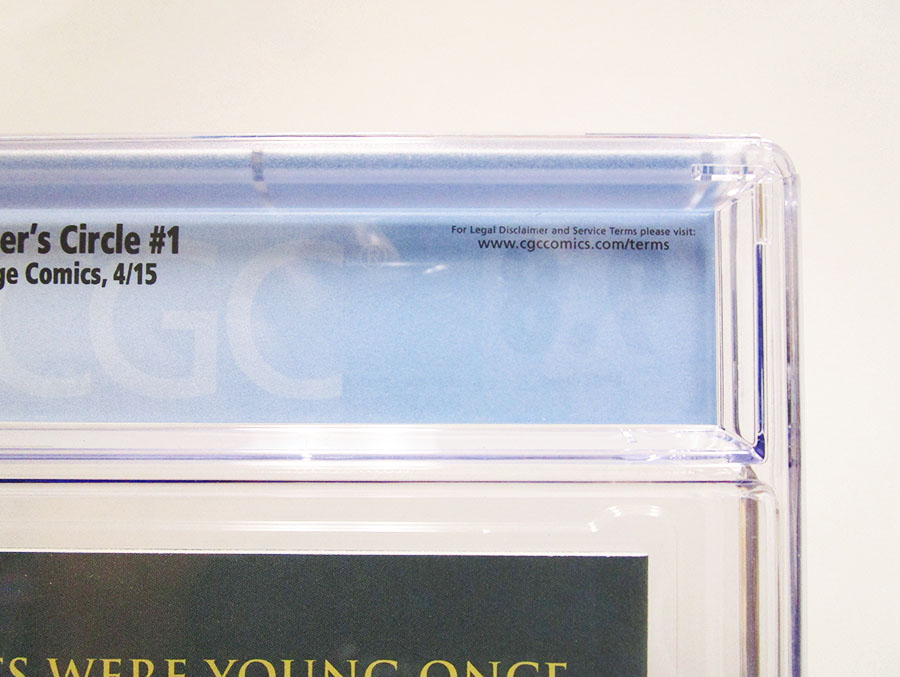 er's Circle #1
ge Comics, 4/15
For Legal Disclaimer and Service Terms please visit:
www.cgccomics.com/terms
CGC®
WERE YOUNG ONCE